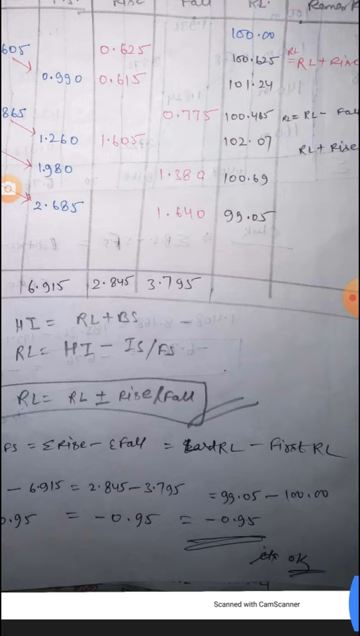 F.S. Rise Fall RL. Remark
100.00
605 0.625 100.625 RL = RL + Rise
0.990 0.615 101.24
865 0.775 100.465 RL = RL - Fall
1.260 1.605 102.07 RL + Rise
1.980 1.380 100.69
2.685 1.640 99.05
6.915 2.845 3.795
HI = RL + BS
RL = HI - IS/FS
RL = RL ± Rise/Fall
FS = ΣRise - ΣFall = Last RL - First RL
- 6.915 = 2.845 - 3.795 = 99.05 - 100.00
0.95 = -0.95 = -0.95
its ok
Scanned with CamScanner